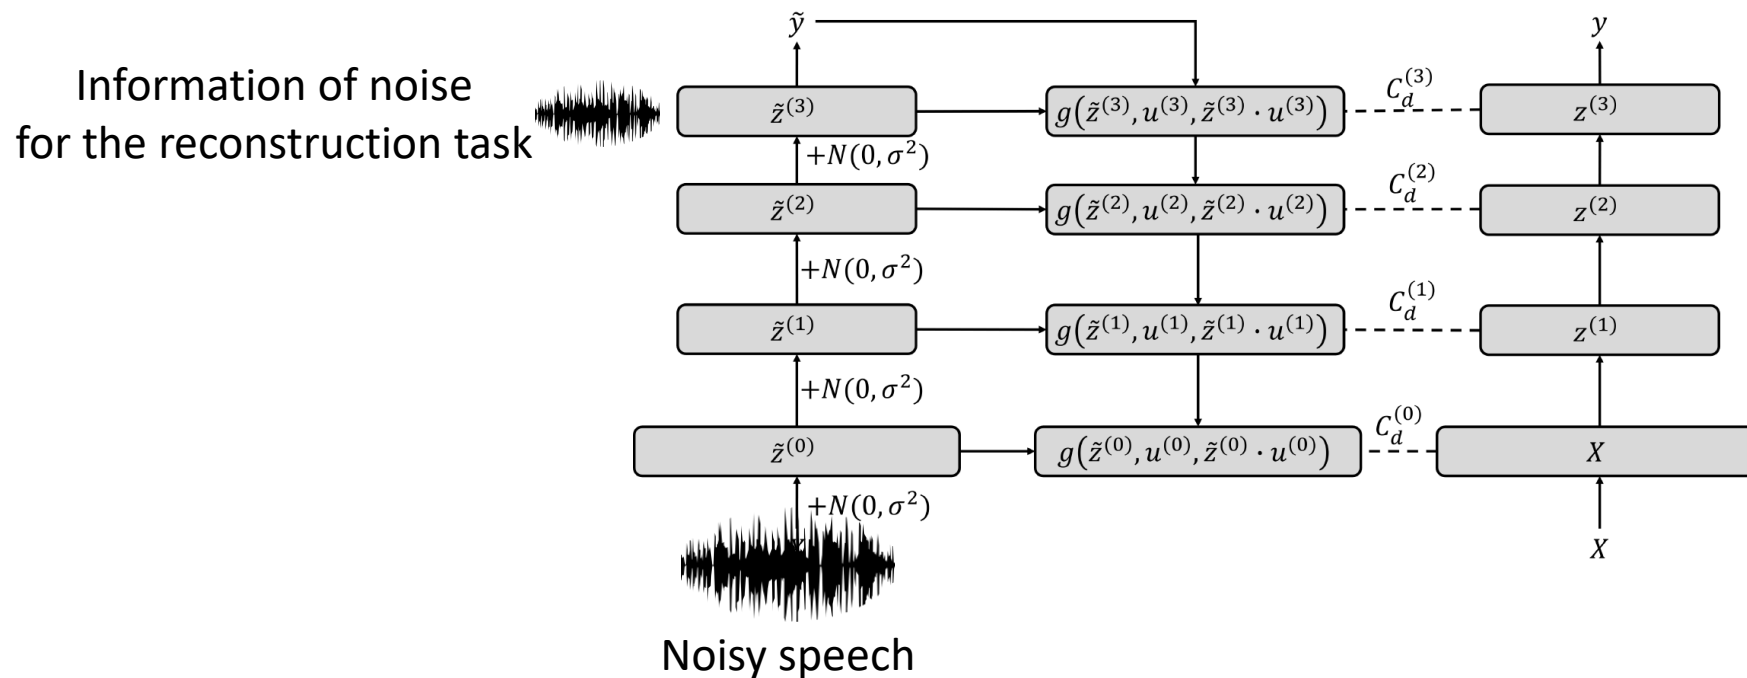 ỹ
y
Information of noise
for the reconstruction task
z̃⁽³⁾
g(z̃⁽³⁾, u⁽³⁾, z̃⁽³⁾ · u⁽³⁾)
C_d⁽³⁾
z⁽³⁾
+N(0, σ²)
z̃⁽²⁾
g(z̃⁽²⁾, u⁽²⁾, z̃⁽²⁾ · u⁽²⁾)
C_d⁽²⁾
z⁽²⁾
+N(0, σ²)
z̃⁽¹⁾
g(z̃⁽¹⁾, u⁽¹⁾, z̃⁽¹⁾ · u⁽¹⁾)
C_d⁽¹⁾
z⁽¹⁾
+N(0, σ²)
z̃⁽⁰⁾
g(z̃⁽⁰⁾, u⁽⁰⁾, z̃⁽⁰⁾ · u⁽⁰⁾)
C_d⁽⁰⁾
X
+N(0, σ²)
X
Noisy speech